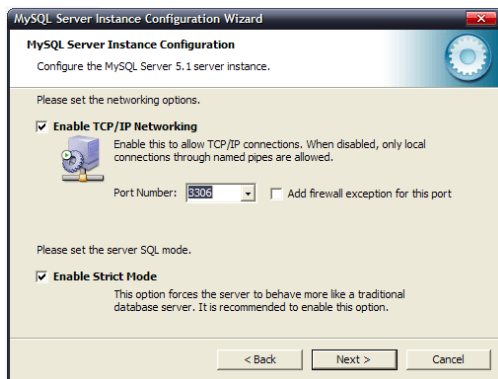 MySQL Server Instance Configuration Wizard
MySQL Server Instance Configuration
Configure the MySQL Server 5.1 server instance.
Please set the networking options.
Enable TCP/IP Networking
Enable this to allow TCP/IP connections. When disabled, only local
connections through named pipes are allowed.
Port Number: 3306 Add firewall exception for this port
Please set the server SQL mode.
Enable Strict Mode
This option forces the server to behave more like a traditional
database server. It is recommended to enable this option.
< Back Next > Cancel